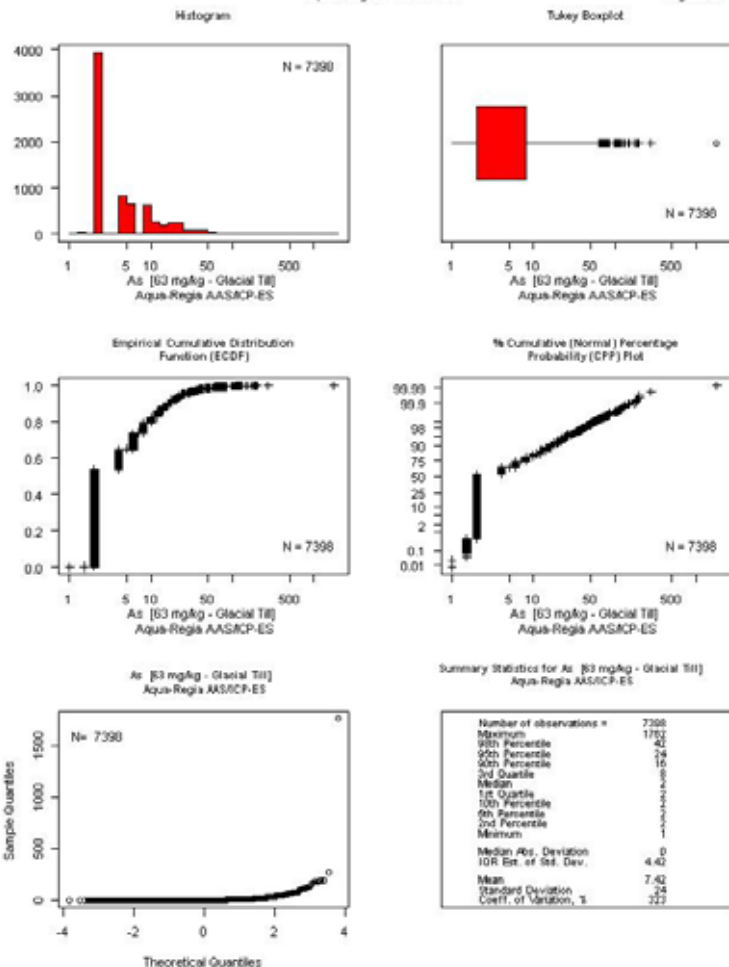 Histogram
N = 7398
4000
3000
2000
1000
0
1 5 10 50 500
As [63 mg/kg - Glacial Till]
Aqua-Regia AAS/ICP-ES
Tukey Boxplot
N = 7398
1 5 10 50 500
As [63 mg/kg - Glacial Till]
Aqua-Regia AAS/ICP-ES
Empirical Cumulative Distribution
Function (ECDF)
1.0
0.8
0.6
0.4
0.2
0.0
N = 7398
1 5 10 50 500
As [63 mg/kg - Glacial Till]
Aqua-Regia AAS/ICP-ES
% Cumulative (Normal) Percentage
Probability (CPP) Plot
99.99
99.9
98
90
75
50
25
10
2
0.1
0.01
N = 7398
1 5 10 50 500
As [63 mg/kg - Glacial Till]
Aqua-Regia AAS/ICP-ES
As [63 mg/kg - Glacial Till]
Aqua-Regia AAS/ICP-ES
N= 7398
Sample Quantiles
1500
1000
500
0
-4 -2 0 2 4
Theoretical Quantiles
Summary Statistics for As [63 mg/kg - Glacial Till]
Aqua-Regia AAS/ICP-ES
Number of observations = 7398
Maximum 1762
98th Percentile 42
95th Percentile 24
90th Percentile 16
3rd Quartile 8
Median 2
1st Quartile 2
10th Percentile 2
5th Percentile 2
2nd Percentile 2
Minimum 1
Median Abs. Deviation 0
IQR Est. of Std. Dev. 4.42
Mean 7.42
Standard Deviation 24
Coeff. of Variation, % 323